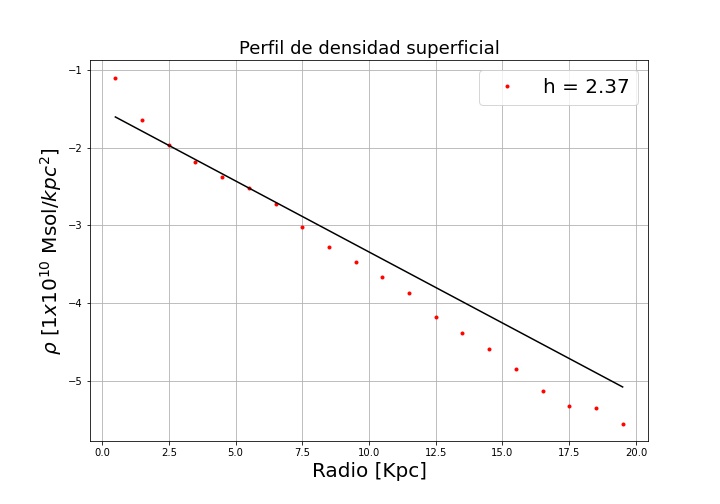 Perfil de densidad superficial
h = 2.37
−1
−2
−3
−4
−5
ρ [1x10¹⁰ Msol/kpc²]
0.0 2.5 5.0 7.5 10.0 12.5 15.0 17.5 20.0
Radio [Kpc]